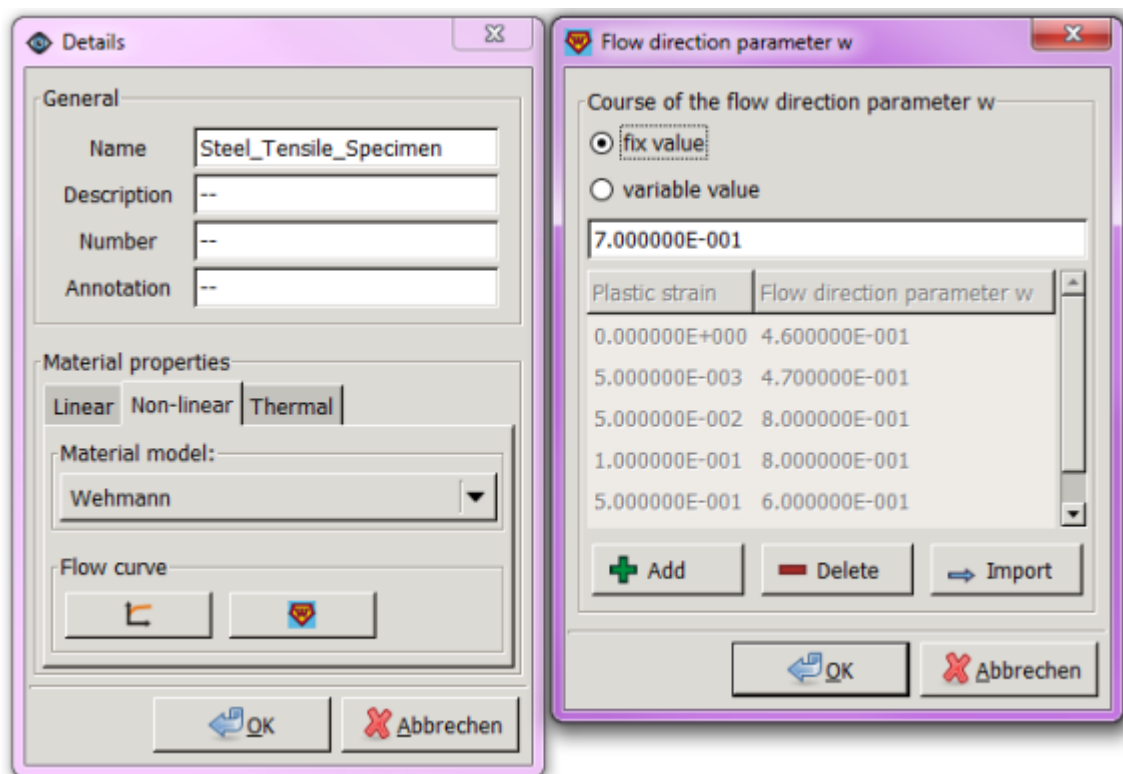 Details
General
Name Steel_Tensile_Specimen
Description --
Number --
Annotation --
Material properties
Linear Non-linear Thermal
Material model:
Wehmann
Flow curve
OK Abbrechen
Flow direction parameter w
Course of the flow direction parameter w
fix value
variable value
7.000000E-001
Plastic strain Flow direction parameter w
0.000000E+000 4.600000E-001
5.000000E-003 4.700000E-001
5.000000E-002 8.000000E-001
1.000000E-001 8.000000E-001
5.000000E-001 6.000000E-001
Add Delete Import
OK Abbrechen